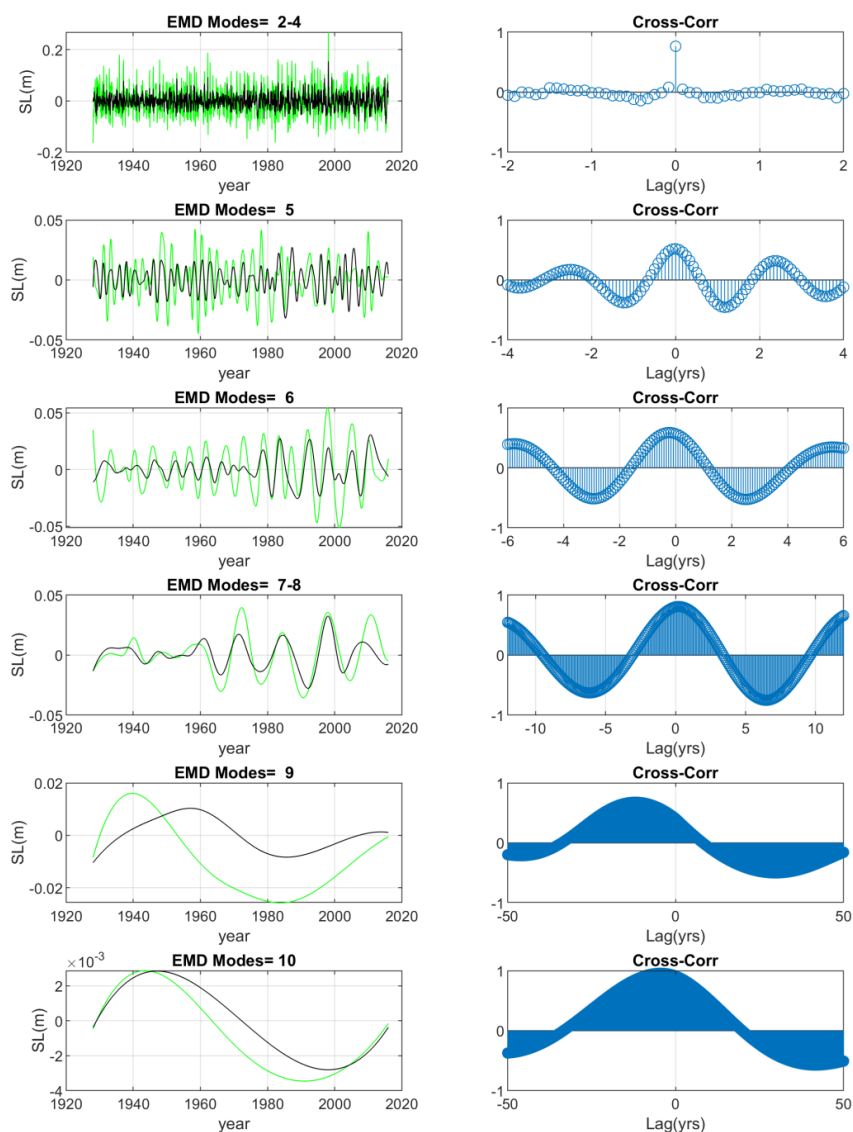 EMD Modes=  2-4
0.2
0
-0.2
SL(m)
1920 1940 1960 1980 2000 2020
year
Cross-Corr
1
0
-1
-2 -1 0 1 2
Lag(yrs)
EMD Modes=  5
0.05
0
-0.05
SL(m)
1920 1940 1960 1980 2000 2020
year
Cross-Corr
1
0
-1
-4 -2 0 2 4
Lag(yrs)
EMD Modes=  6
0.05
0
-0.05
SL(m)
1920 1940 1960 1980 2000 2020
year
Cross-Corr
1
0
-1
-6 -4 -2 0 2 4 6
Lag(yrs)
EMD Modes=  7-8
0.05
0
-0.05
SL(m)
1920 1940 1960 1980 2000 2020
year
Cross-Corr
1
0
-1
-10 -5 0 5 10
Lag(yrs)
EMD Modes=  9
0.02
0
-0.02
SL(m)
1920 1940 1960 1980 2000 2020
year
Cross-Corr
1
0
-1
-50 0 50
Lag(yrs)
× 10⁻³ EMD Modes= 10
2
0
-2
-4
SL(m)
1920 1940 1960 1980 2000 2020
year
Cross-Corr
1
0
-1
-50 0 50
Lag(yrs)